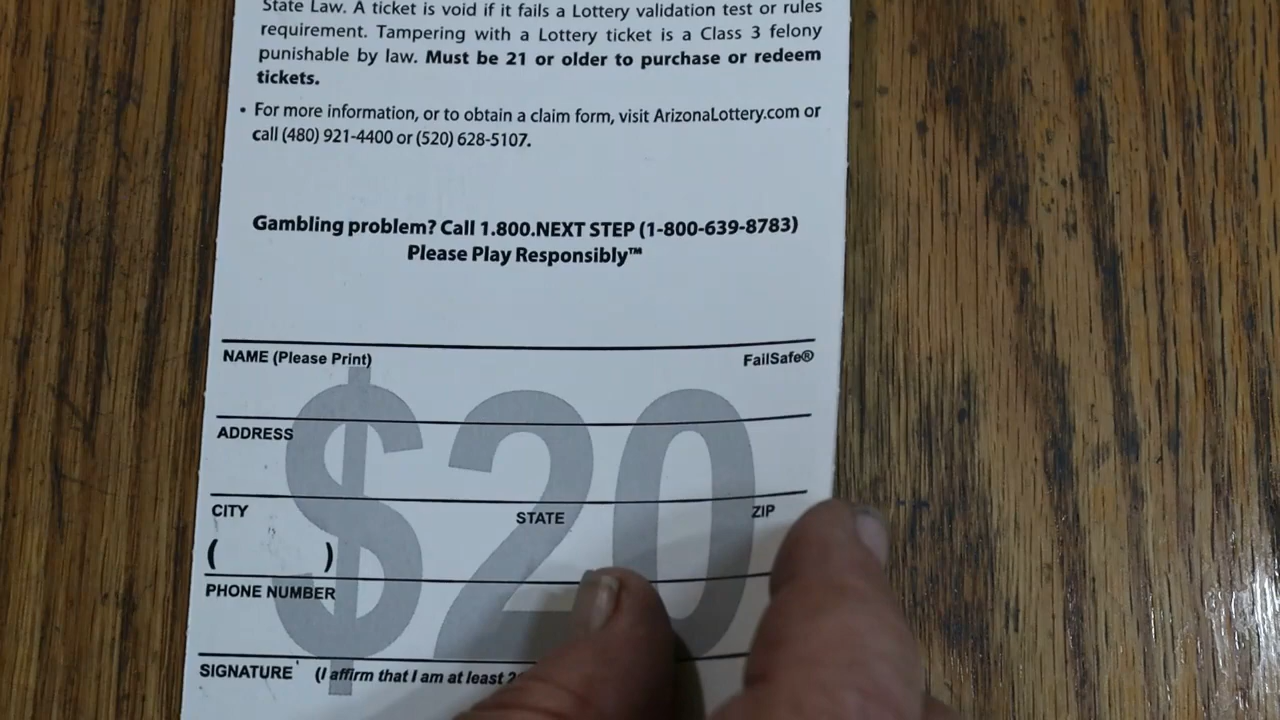 State Law. A ticket is void if it fails a Lottery validation test or rules
requirement. Tampering with a Lottery ticket is a Class 3 felony
punishable by law. Must be 21 or older to purchase or redeem
tickets.
• For more information, or to obtain a claim form, visit ArizonaLottery.com or
call (480) 921-4400 or (520) 628-5107.
Gambling problem? Call 1.800.NEXT STEP (1-800-639-8783)
Please Play Responsibly™
NAME (Please Print) FailSafe®
ADDRESS
$20
CITY STATE ZIP
( )
PHONE NUMBER
SIGNATURE (I affirm that I am at least